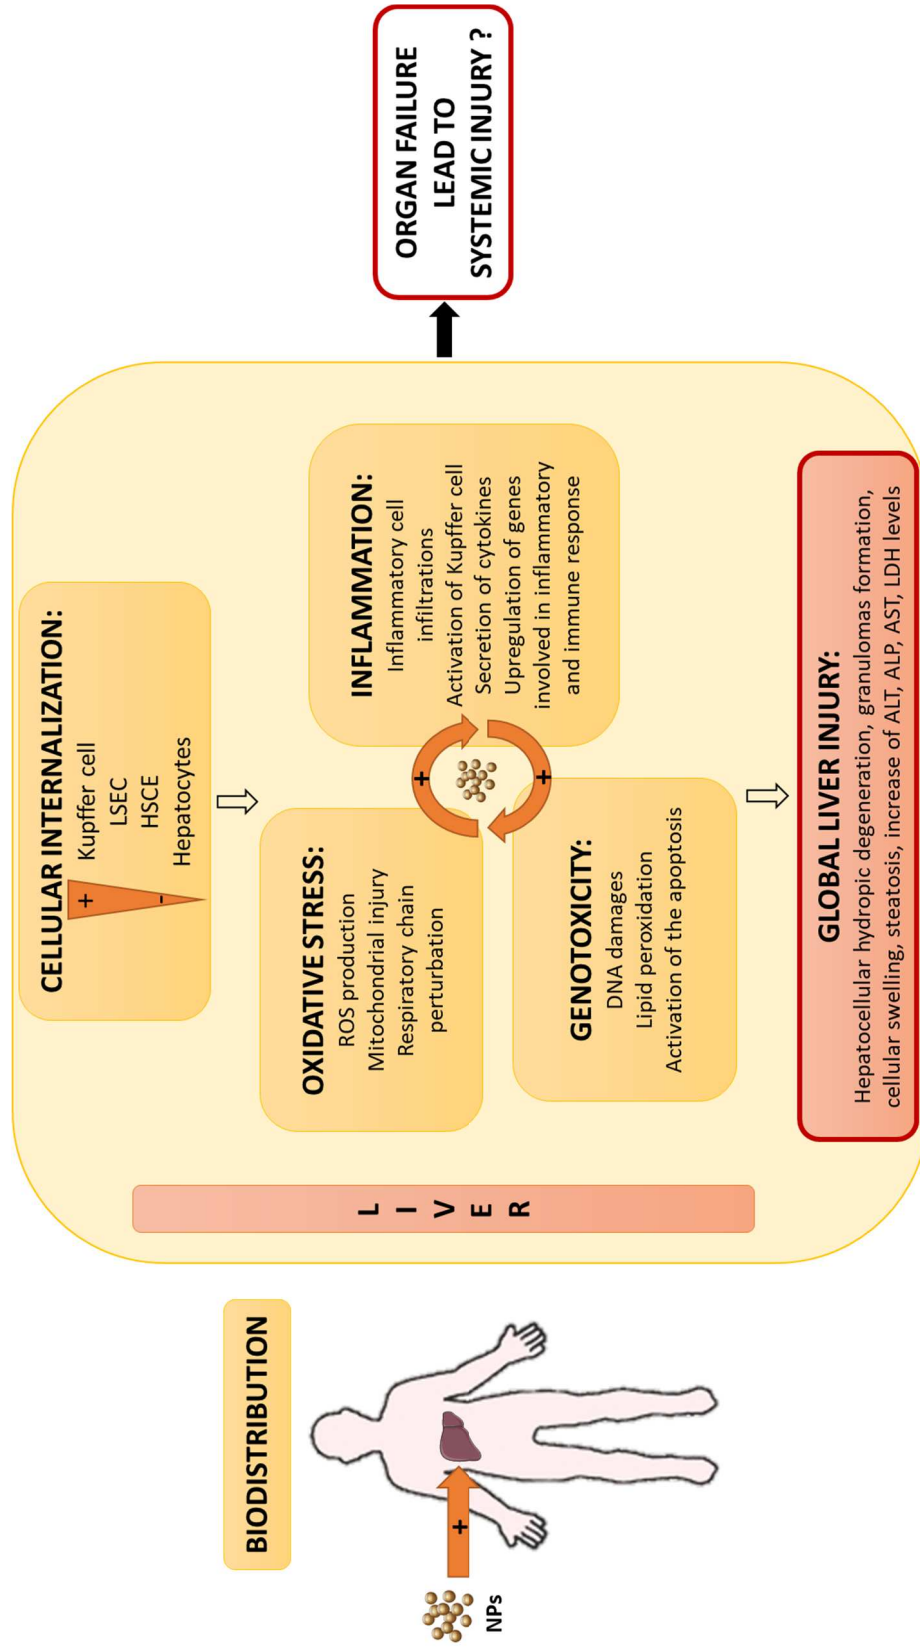 BIODISTRIBUTION
+
NPs
L
I
V
E
R
CELLULAR INTERNALIZATION:
+
-
Kupffer cell
LSEC
HSCE
Hepatocytes
OXIDATIVE STRESS:
ROS production
Mitochondrial injury
Respiratory chain
perturbation
+
+
INFLAMMATION:
Inflammatory cell
infiltrations
Activation of Kupffer cell
Secretion of cytokines
Upregulation of genes
involved in inflammatory
and immune response
GENOTOXICITY:
DNA damages
Lipid peroxidation
Activation of the apoptosis
GLOBAL LIVER INJURY:
Hepatocellular hydropic degeneration, granulomas formation,
cellular swelling, steatosis, increase of ALT, ALP, AST, LDH levels
ORGAN FAILURE
LEAD TO
SYSTEMIC INJURY ?